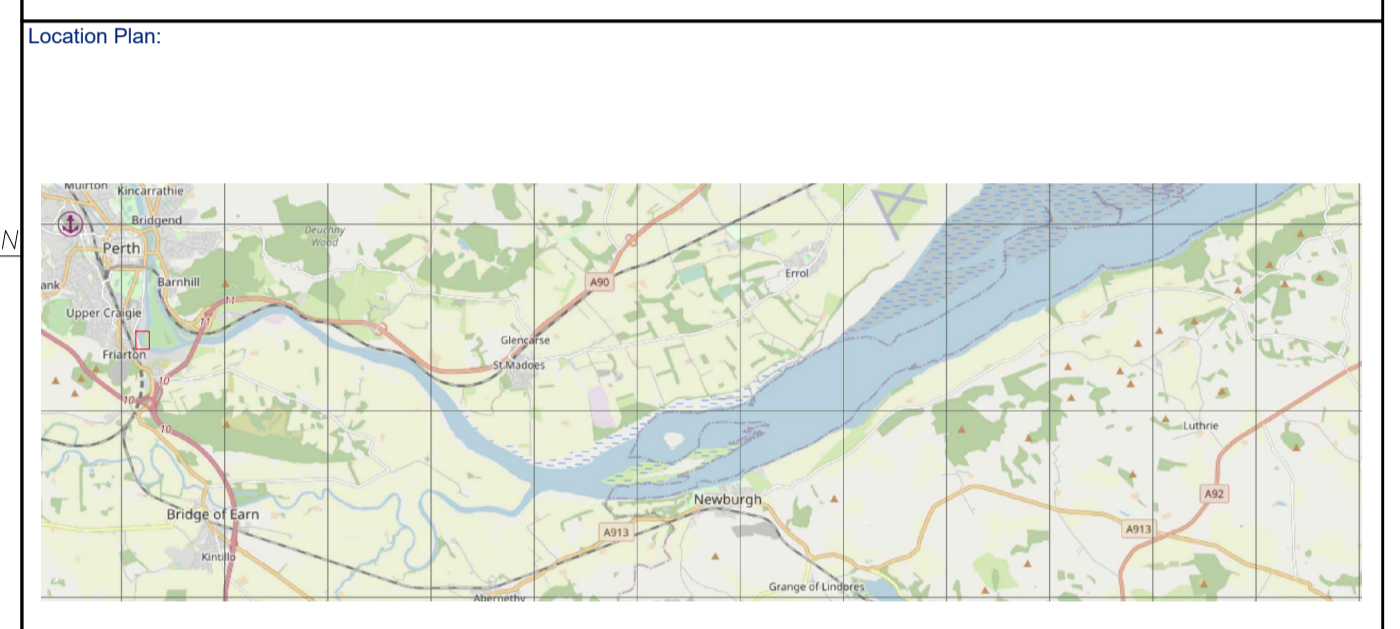 Location Plan:
N
Muirton
Kincarrathie
Bridgend
Perth
Deuchny
Wood
Barnhill
ank
Upper Craigie
Friarton
11
11
10
10
10
A90
Errol
Glencarse
St Madoes
Luthrie
Newburgh
A92
Bridge of Earn
A913
A913
Kintillo
Grange of Lindores
Abernethy